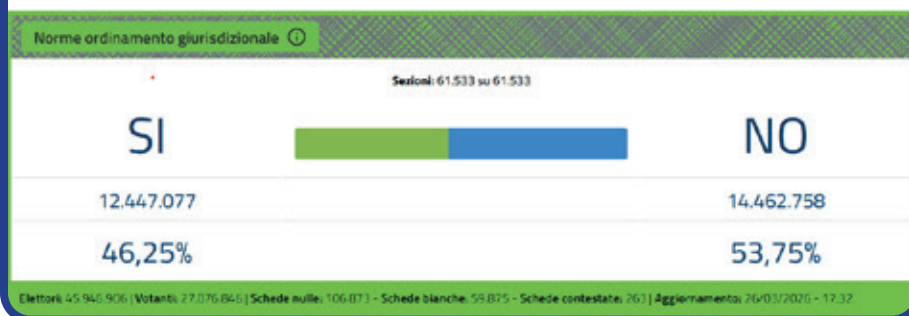 Norme ordinamento giurisdizionale
Sezioni: 61.533 su 61.533
SI
NO
12.447.077
14.462.758
46,25%
53,75%
Elettori: 45.946.906 | Votanti: 27.076.846 | Schede nulle: 106.873 - Schede bianche: 59.875 - Schede contestate: 263 | Aggiornamento: 26/03/2026 - 17.32